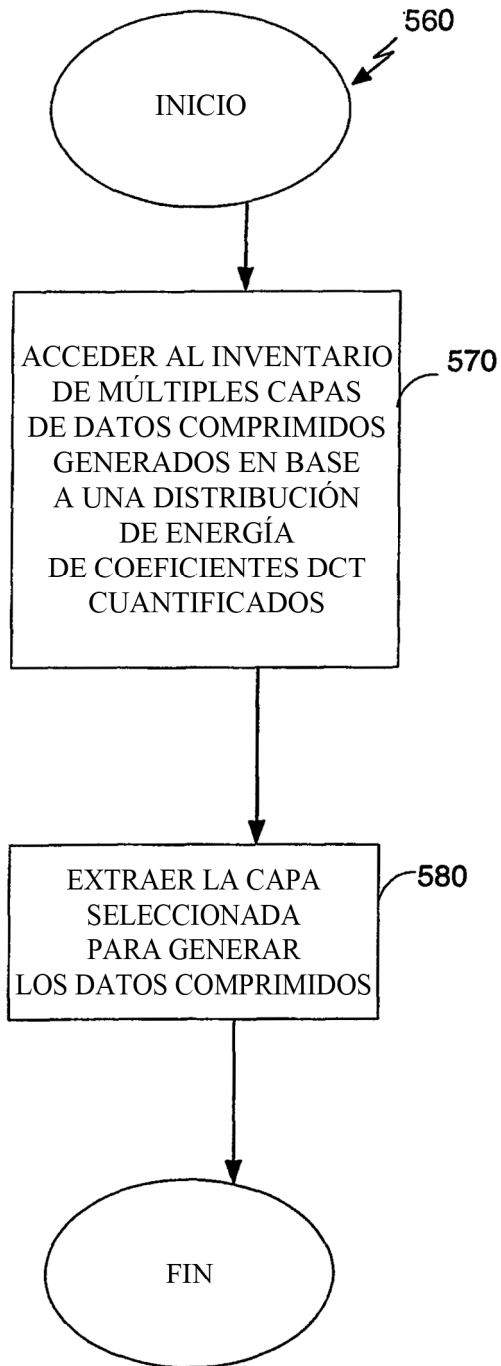 560
INICIO
ACCEDER AL INVENTARIO
DE MÚLTIPLES CAPAS
DE DATOS COMPRIMIDOS
GENERADOS EN BASE
A UNA DISTRIBUCIÓN
DE ENERGÍA
DE COEFICIENTES DCT
CUANTIFICADOS
570
EXTRAER LA CAPA
SELECCIONADA
PARA GENERAR
LOS DATOS COMPRIMIDOS
580
FIN